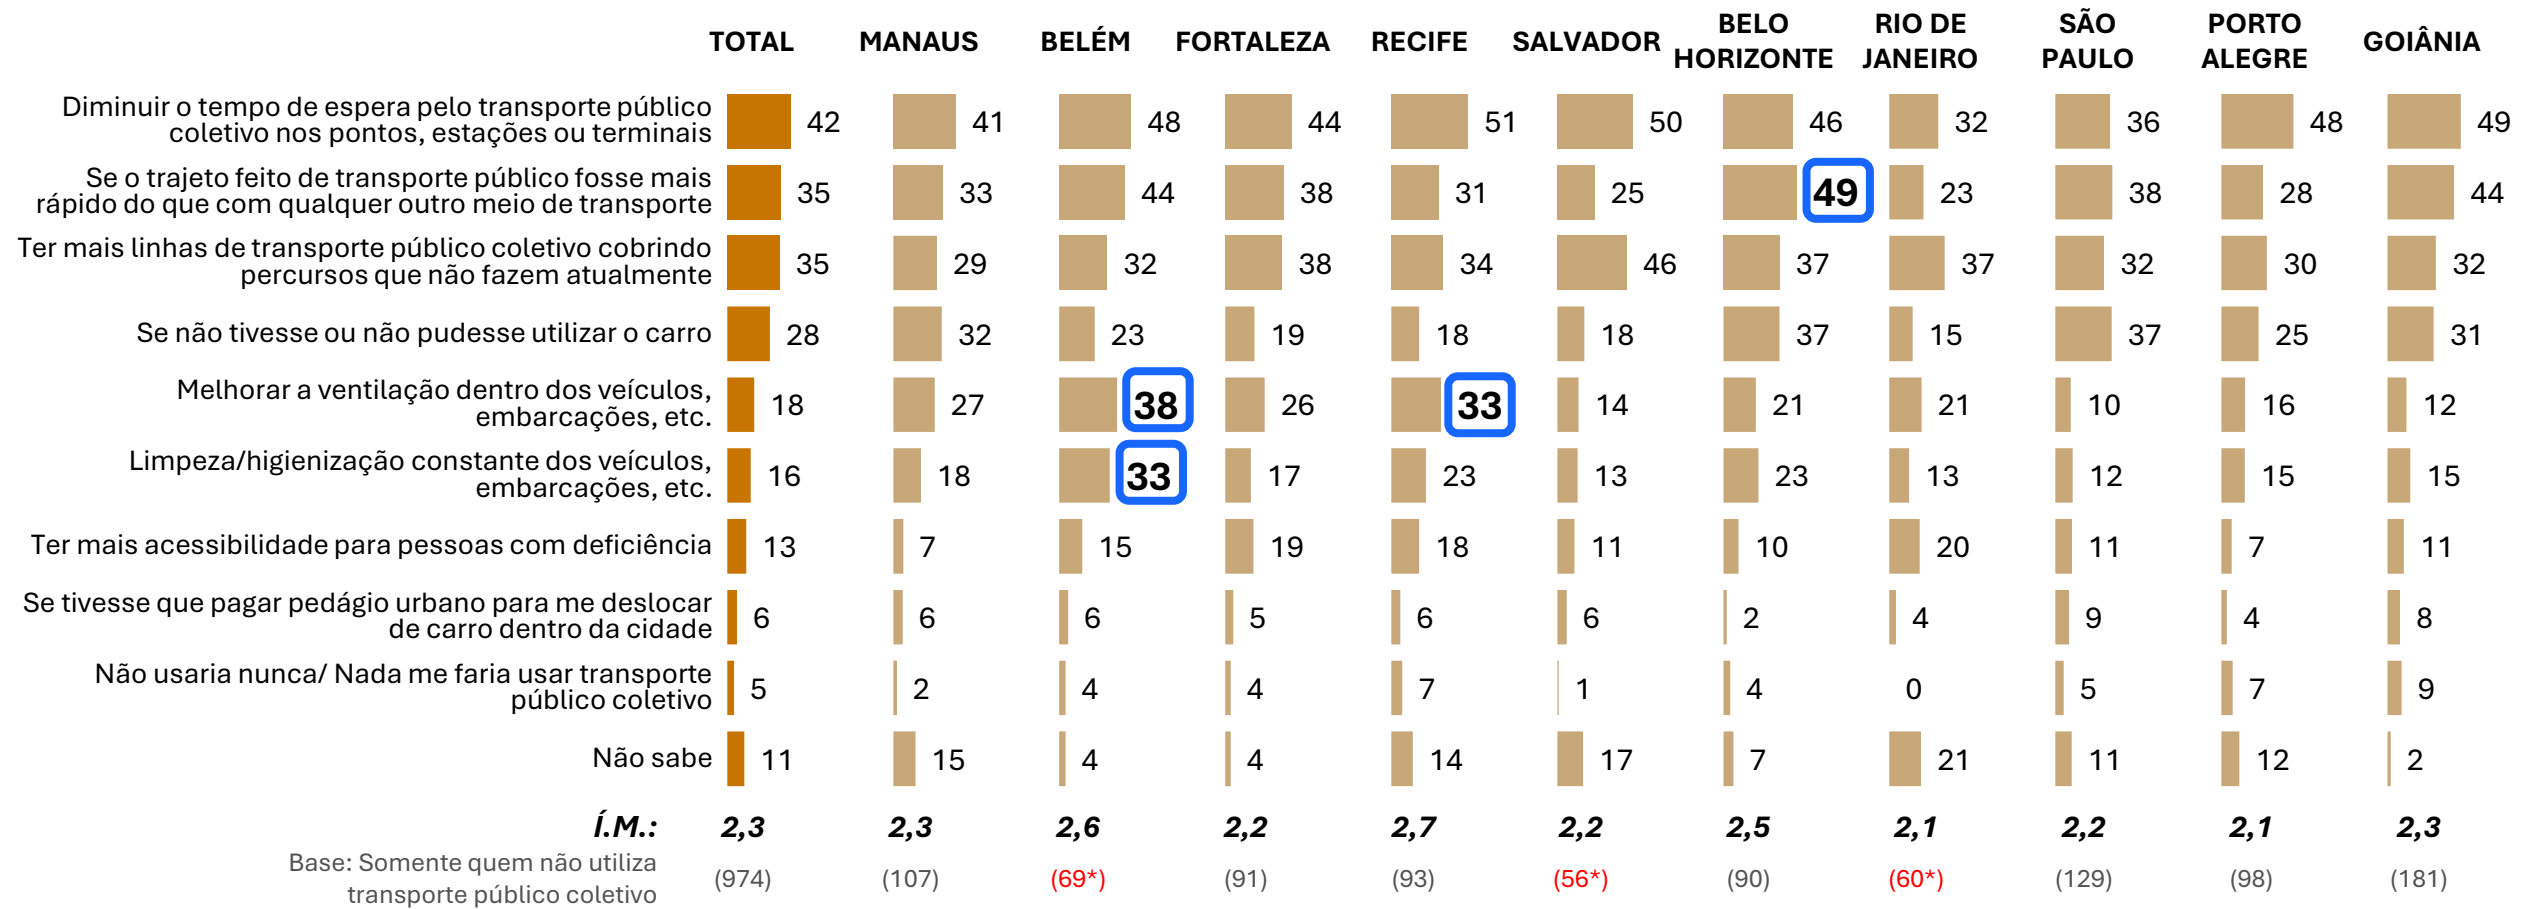 TOTAL MANAUS BELÉM FORTALEZA RECIFE SALVADOR BELO HORIZONTE RIO DE JANEIRO SÃO PAULO PORTO ALEGRE GOIÂNIA
Diminuir o tempo de espera pelo transporte público
coletivo nos pontos, estações ou terminais
42 41 48 44 51 50 46 32 36 48 49
Se o trajeto feito de transporte público fosse mais
rápido do que com qualquer outro meio de transporte
35 33 44 38 31 25 49 23 38 28 44
Ter mais linhas de transporte público coletivo cobrindo
percursos que não fazem atualmente
35 29 32 38 34 46 37 37 32 30 32
Se não tivesse ou não pudesse utilizar o carro
28 32 23 19 18 18 37 15 37 25 31
Melhorar a ventilação dentro dos veículos,
embarcações, etc.
18 27 38 26 33 14 21 21 10 16 12
Limpeza/higienização constante dos veículos,
embarcações, etc.
16 18 33 17 23 13 23 13 12 15 15
Ter mais acessibilidade para pessoas com deficiência
13 7 15 19 18 11 10 20 11 7 11
Se tivesse que pagar pedágio urbano para me deslocar
de carro dentro da cidade
6 6 6 5 6 6 2 4 9 4 8
Não usaria nunca/ Nada me faria usar transporte
público coletivo
5 2 4 4 7 1 4 0 5 7 9
Não sabe
11 15 4 4 14 17 7 21 11 12 2
Í.M.: 2,3 2,3 2,6 2,2 2,7 2,2 2,5 2,1 2,2 2,1 2,3
Base: Somente quem não utiliza
transporte público coletivo
(974) (107) (69*) (91) (93) (56*) (90) (60*) (129) (98) (181)